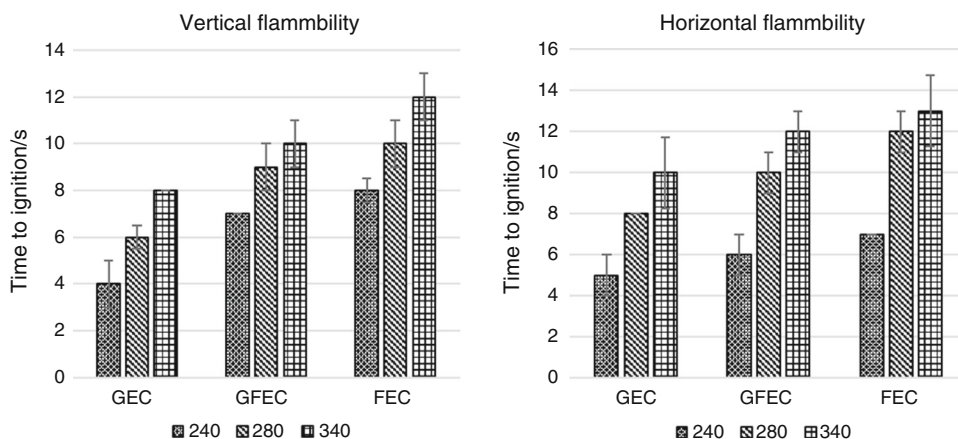 Vertical flammbility
Time to ignition/s
14
12
10
8
6
4
2
0
GEC GFEC FEC
240 280 340
Horizontal flammbility
Time to ignition/s
16
14
12
10
8
6
4
2
0
GEC GFEC FEC
240 280 340